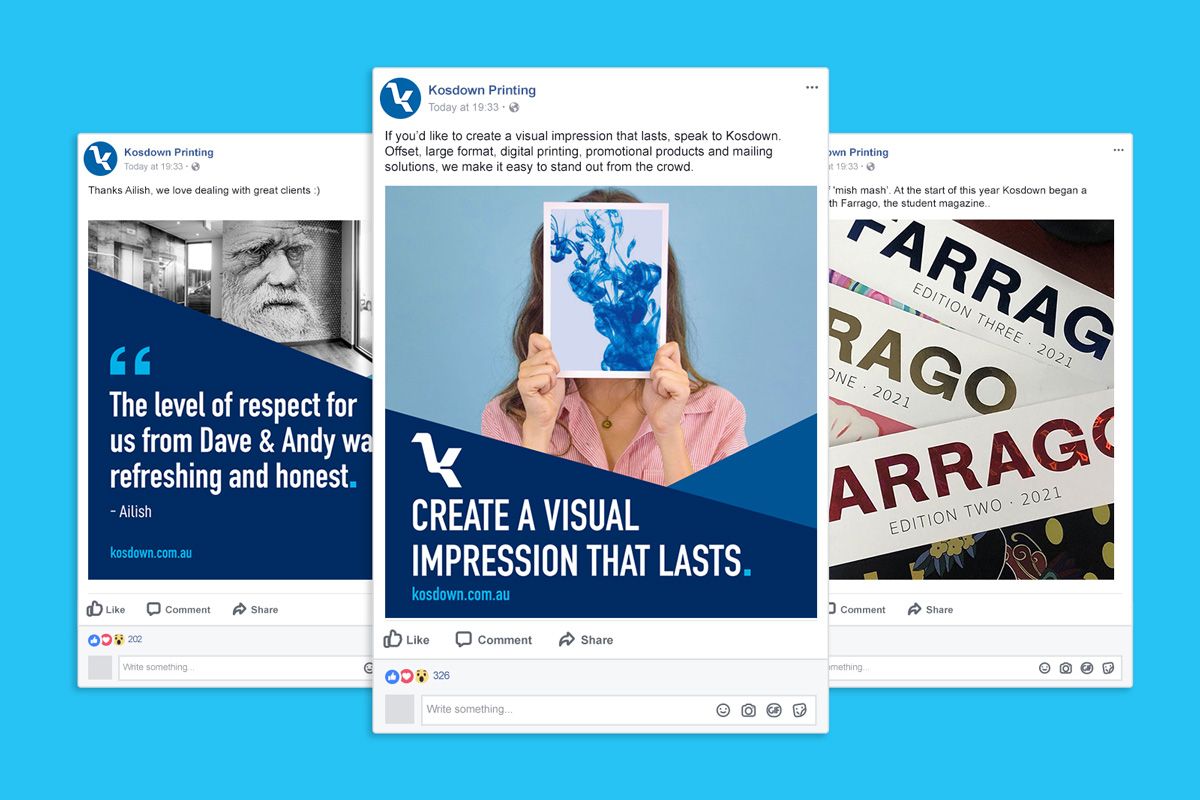 Kosdown Printing
Today at 19:33
Thanks Ailish, we love dealing with great clients :)
The level of respect for
us from Dave & Andy wa
refreshing and honest.
- Ailish
kosdown.com.au
Like Comment Share
202
Write something...
Kosdown Printing
Today at 19:33
If you'd like to create a visual impression that lasts, speak to Kosdown.
Offset, large format, digital printing, promotional products and mailing
solutions, we make it easy to stand out from the crowd.
CREATE A VISUAL
IMPRESSION THAT LASTS.
kosdown.com.au
Like Comment Share
326
Write something...
GIF
own Printing
at 19:33
f 'mish mash'. At the start of this year Kosdown began a
th Farrago, the student magazine..
FARRAG
EDITION THREE · 2021
RAGO
ONE · 2021
ARRAGO
EDITION TWO · 2021
Comment Share
mething...
GIF